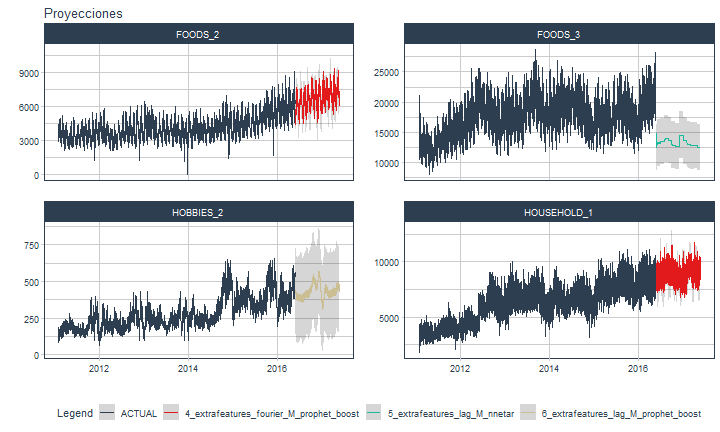 Proyecciones
FOODS_2
FOODS_3
9000
6000
3000
0
25000
20000
15000
10000
HOBBIES_2
HOUSEHOLD_1
750
500
250
0
10000
5000
2012 2014 2016
2012 2014 2016
Legend ACTUAL 4_extrafeatures_fourier_M_prophet_boost 5_extrafeatures_lag_M_nnetar 6_extrafeatures_lag_M_prophet_boost